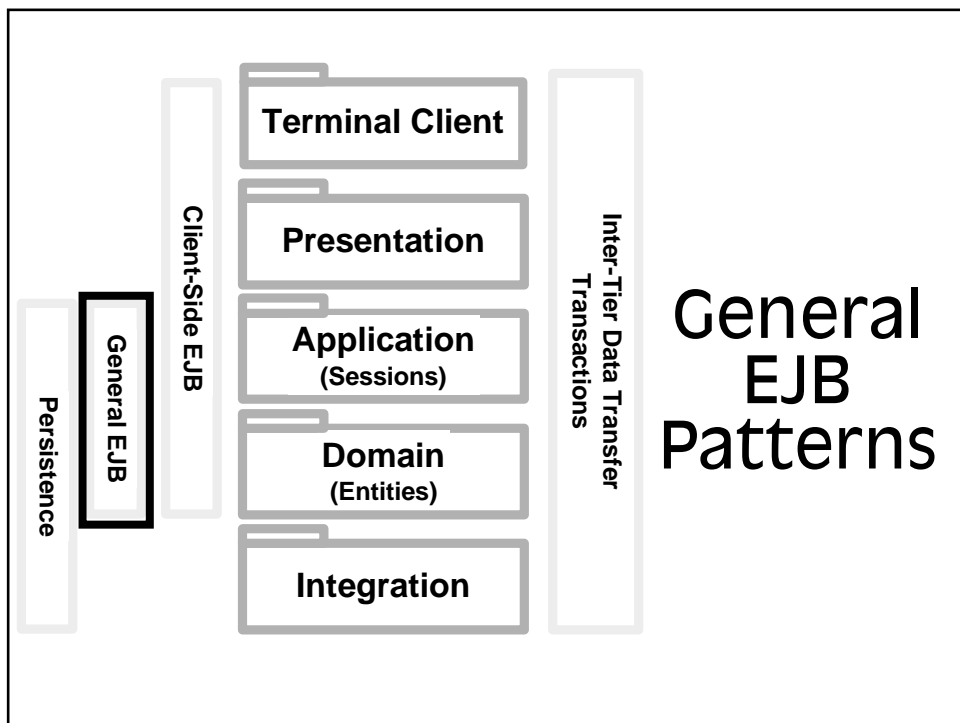 Terminal Client
Presentation
Application
(Sessions)
Domain
(Entities)
Integration
Persistence
General EJB
Client-Side EJB
Inter-Tier Data Transfer
Transactions
General
EJB
Patterns